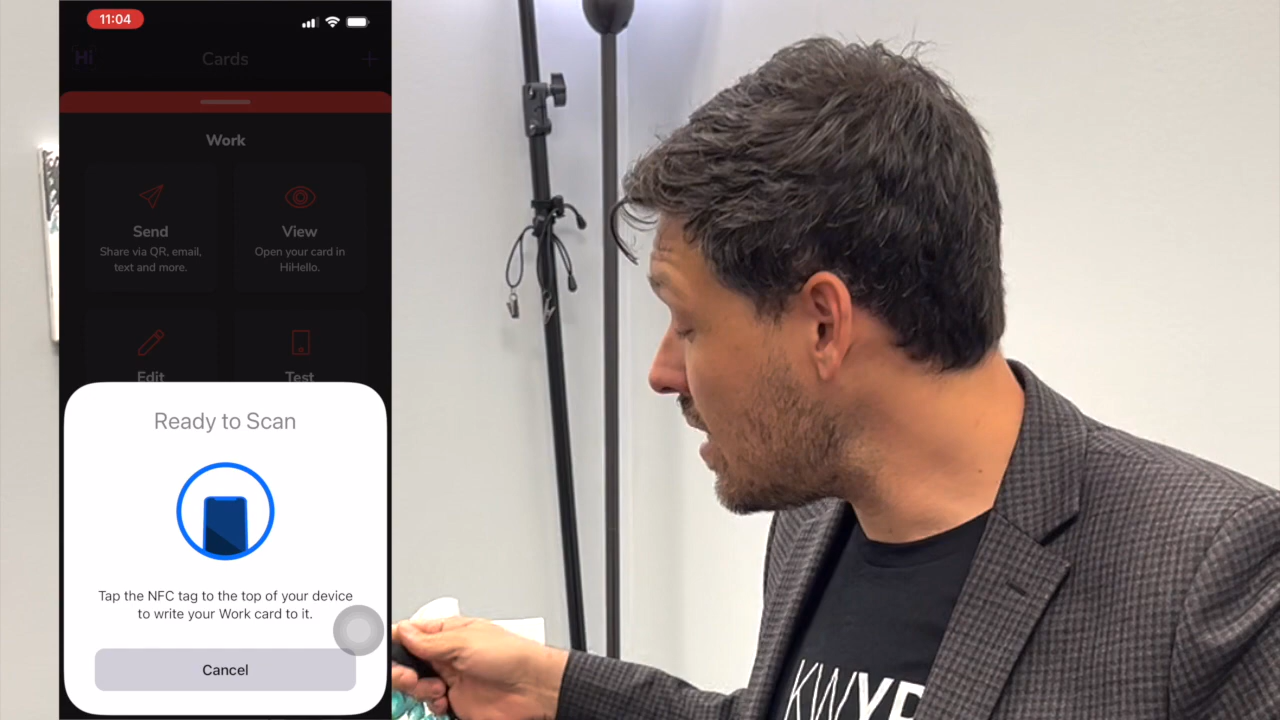 11:04
Hi
Cards
Work
Send
Share via QR, email,
text and more.
View
Open your card in
HiHello.
Edit
Test
Ready to Scan
Tap the NFC tag to the top of your device
to write your Work card to it.
Cancel